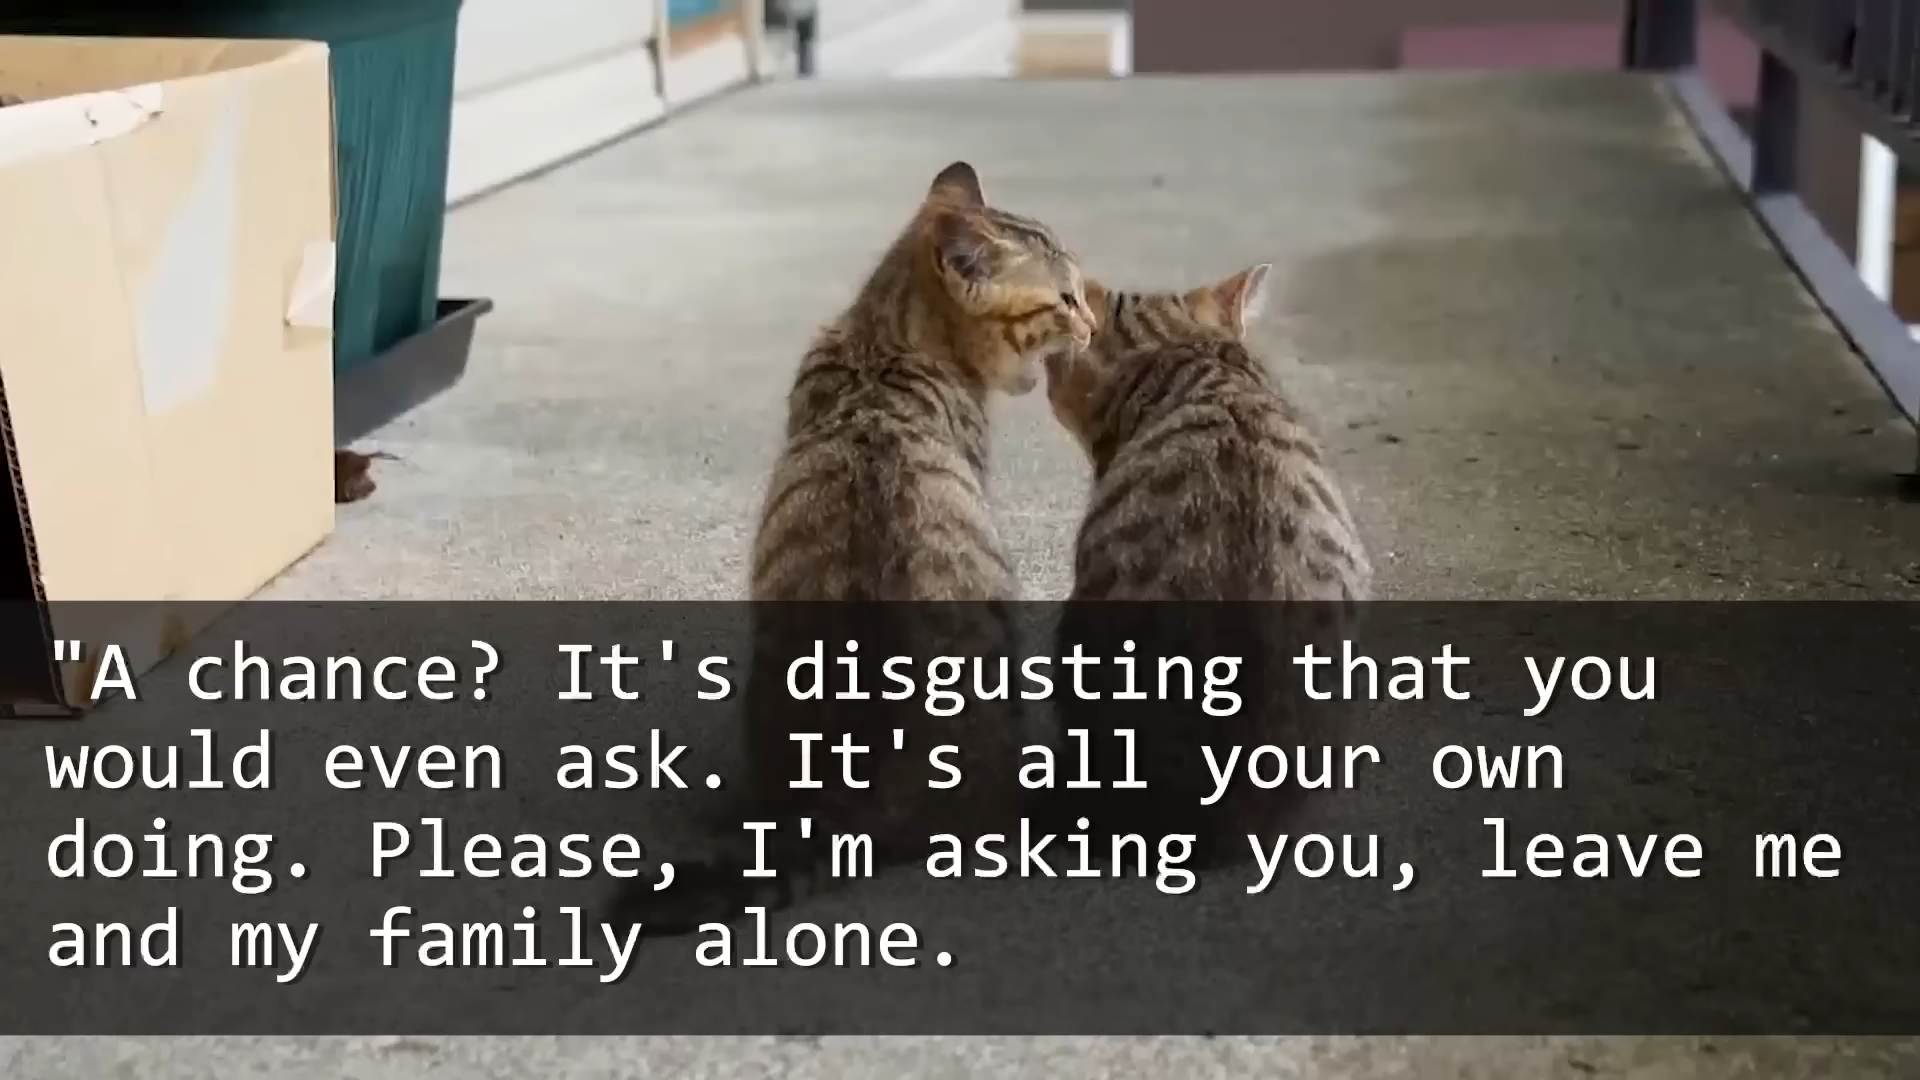 "A chance? It's disgusting that you
would even ask. It's all your own
doing. Please, I'm asking you, leave me
and my family alone.